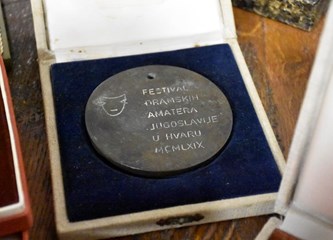 FESTIVAL
DRAMSKIH
AMATERA
JUGOSLAVIJE
U HVARU
MCMLXIX